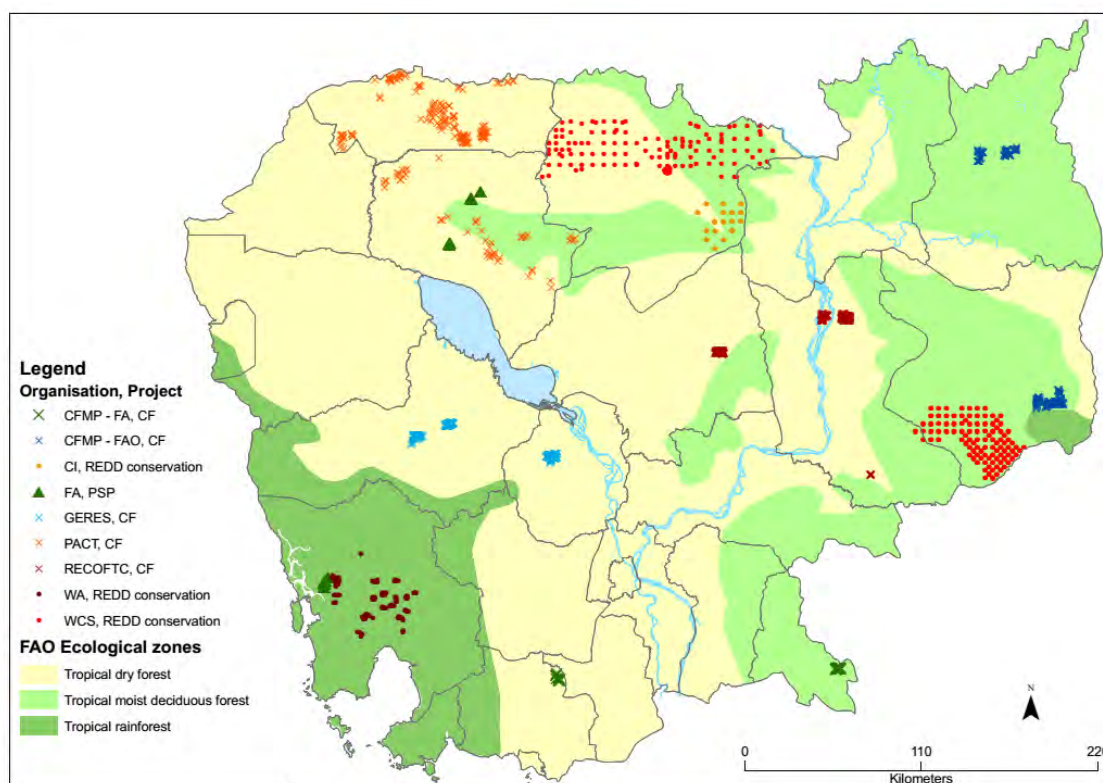 Legend
Organisation, Project
CFMP - FA, CF
CFMP - FAO, CF
CI, REDD conservation
FA, PSP
GERES, CF
PACT, CF
RECOFTC, CF
WA, REDD conservation
WCS, REDD conservation
FAO Ecological zones
Tropical dry forest
Tropical moist deciduous forest
Tropical rainforest
N
0 110 220
Kilometers